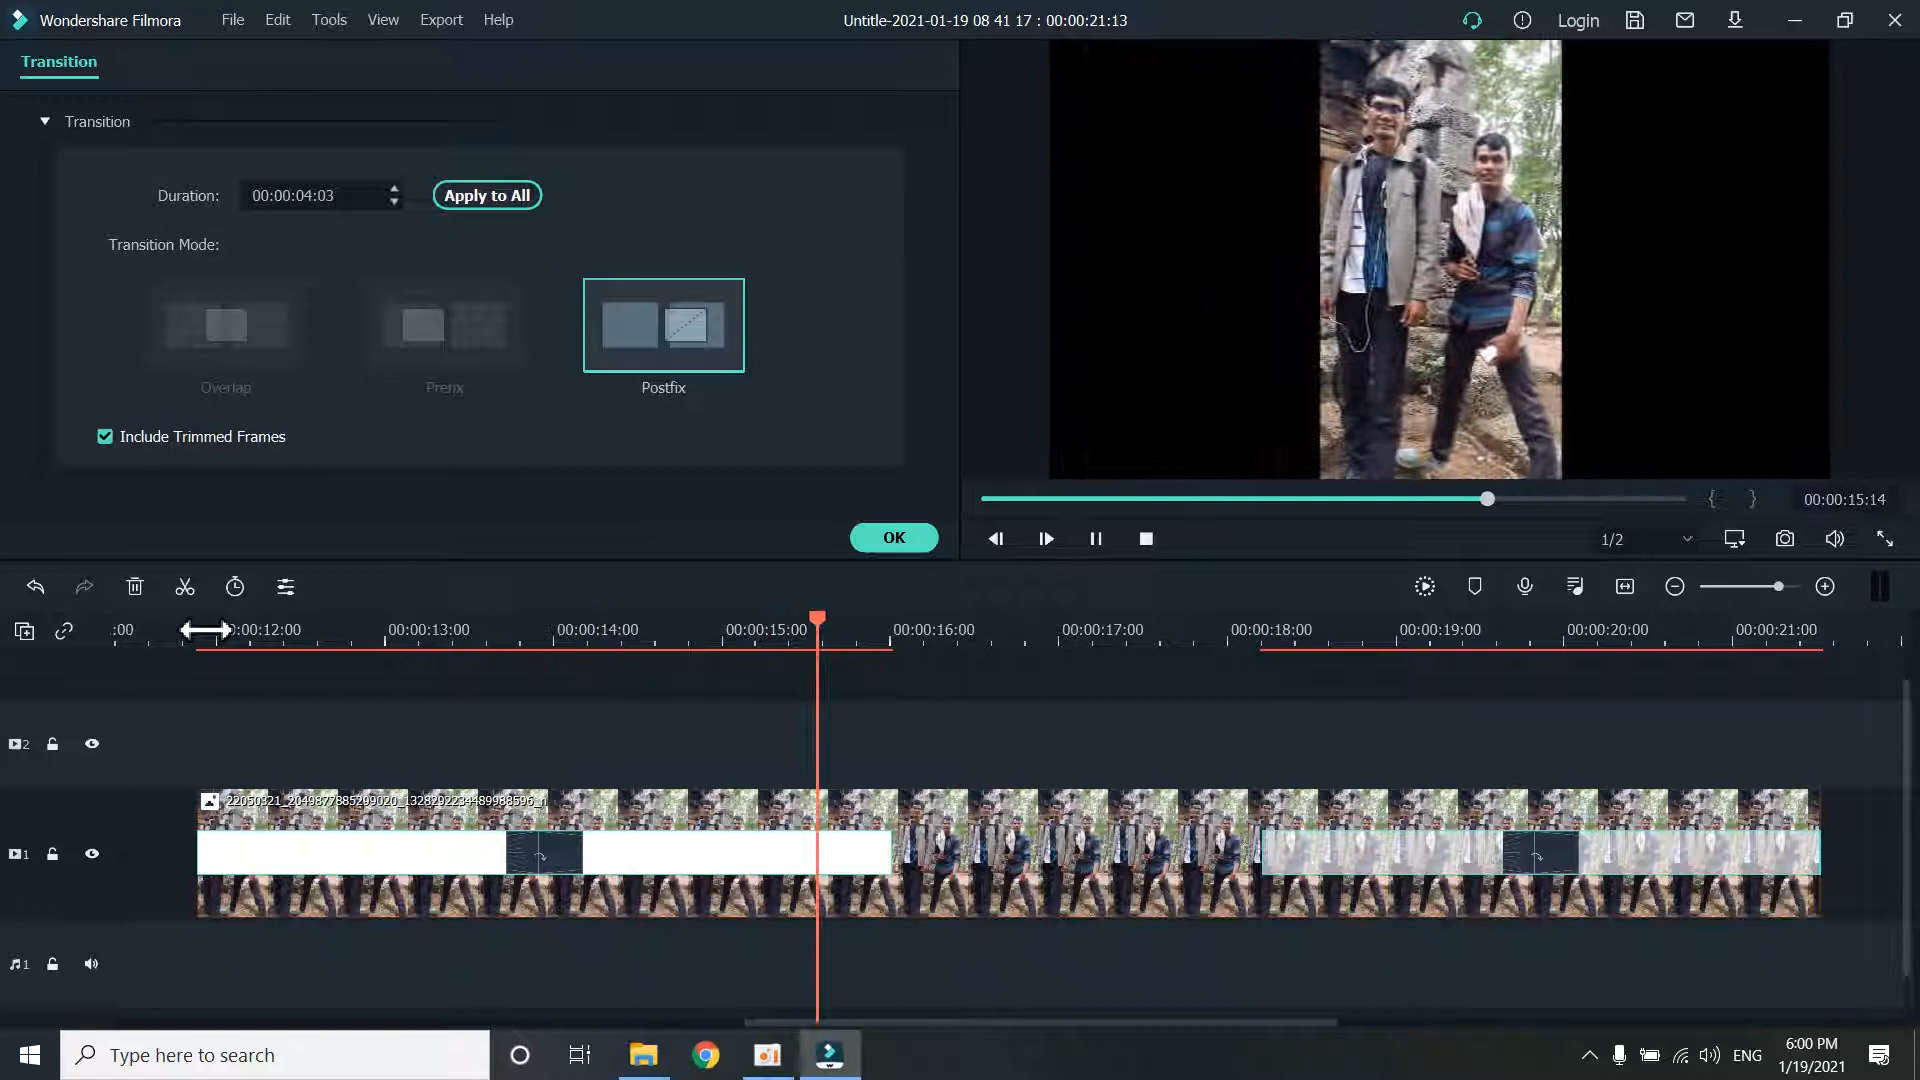 Wondershare Filmora File Edit Tools View Export Help Untitle-2021-01-19 08 41 17 : 00:00:21:13 Login
Transition
Transition
Duration: 00:00:04:03 Apply to All
Transition Mode:
Overlap Prefix Postfix
Include Trimmed Frames
OK
00:00:15:14
1/2
:00 0:00:12:00 00:00:13:00 00:00:14:00 00:00:15:00 00:00:16:00 00:00:17:00 00:00:18:00 00:00:19:00 00:00:20:00 00:00:21:00
2
22050321_2049877885299020_1328292234489988596_n
1
1
Type here to search
ENG
6:00 PM
1/19/2021